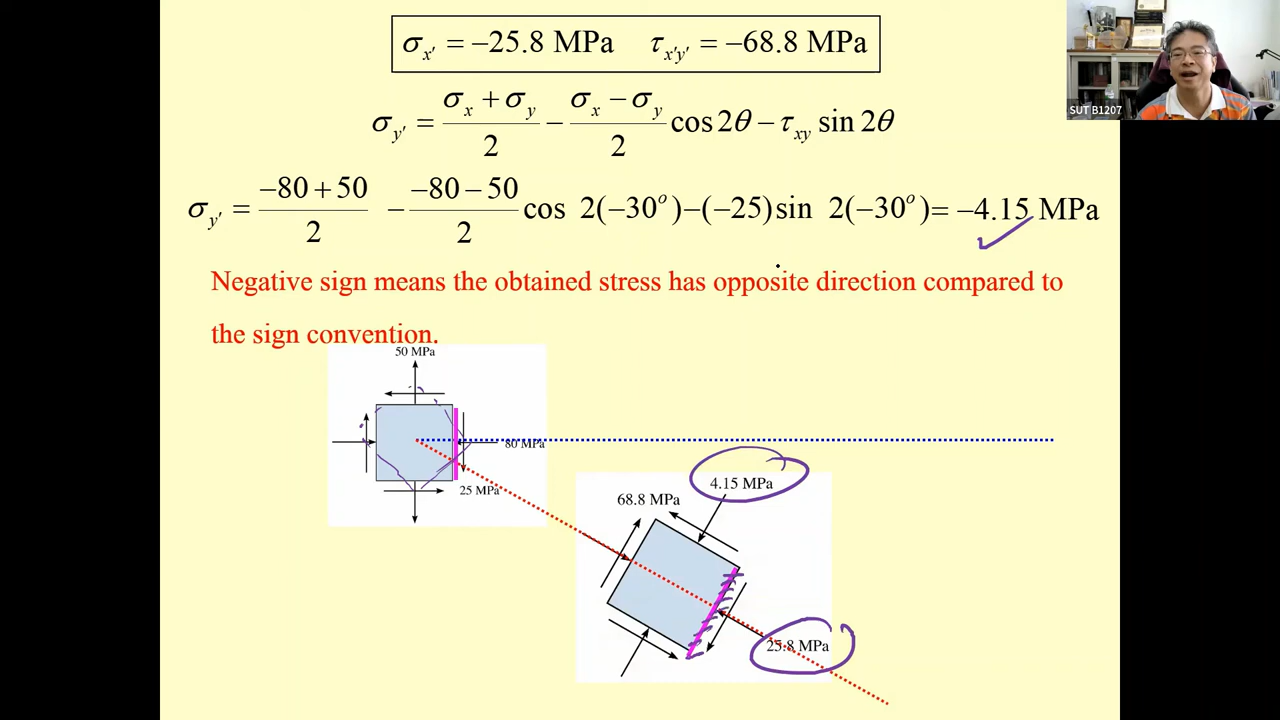 σx′ = −25.8 MPa   τx′y′ = −68.8 MPa
SUT B1207
σy′ = (σx + σy)/2 − (σx − σy)/2 cos 2θ − τxy sin 2θ
σy′ = (−80 + 50)/2 − (−80 − 50)/2 cos 2(−30°) − (−25) sin 2(−30°) = −4.15 MPa
Negative sign means the obtained stress has opposite direction compared to
the sign convention.
50 MPa
80 MPa
25 MPa
4.15 MPa
68.8 MPa
25.8 MPa